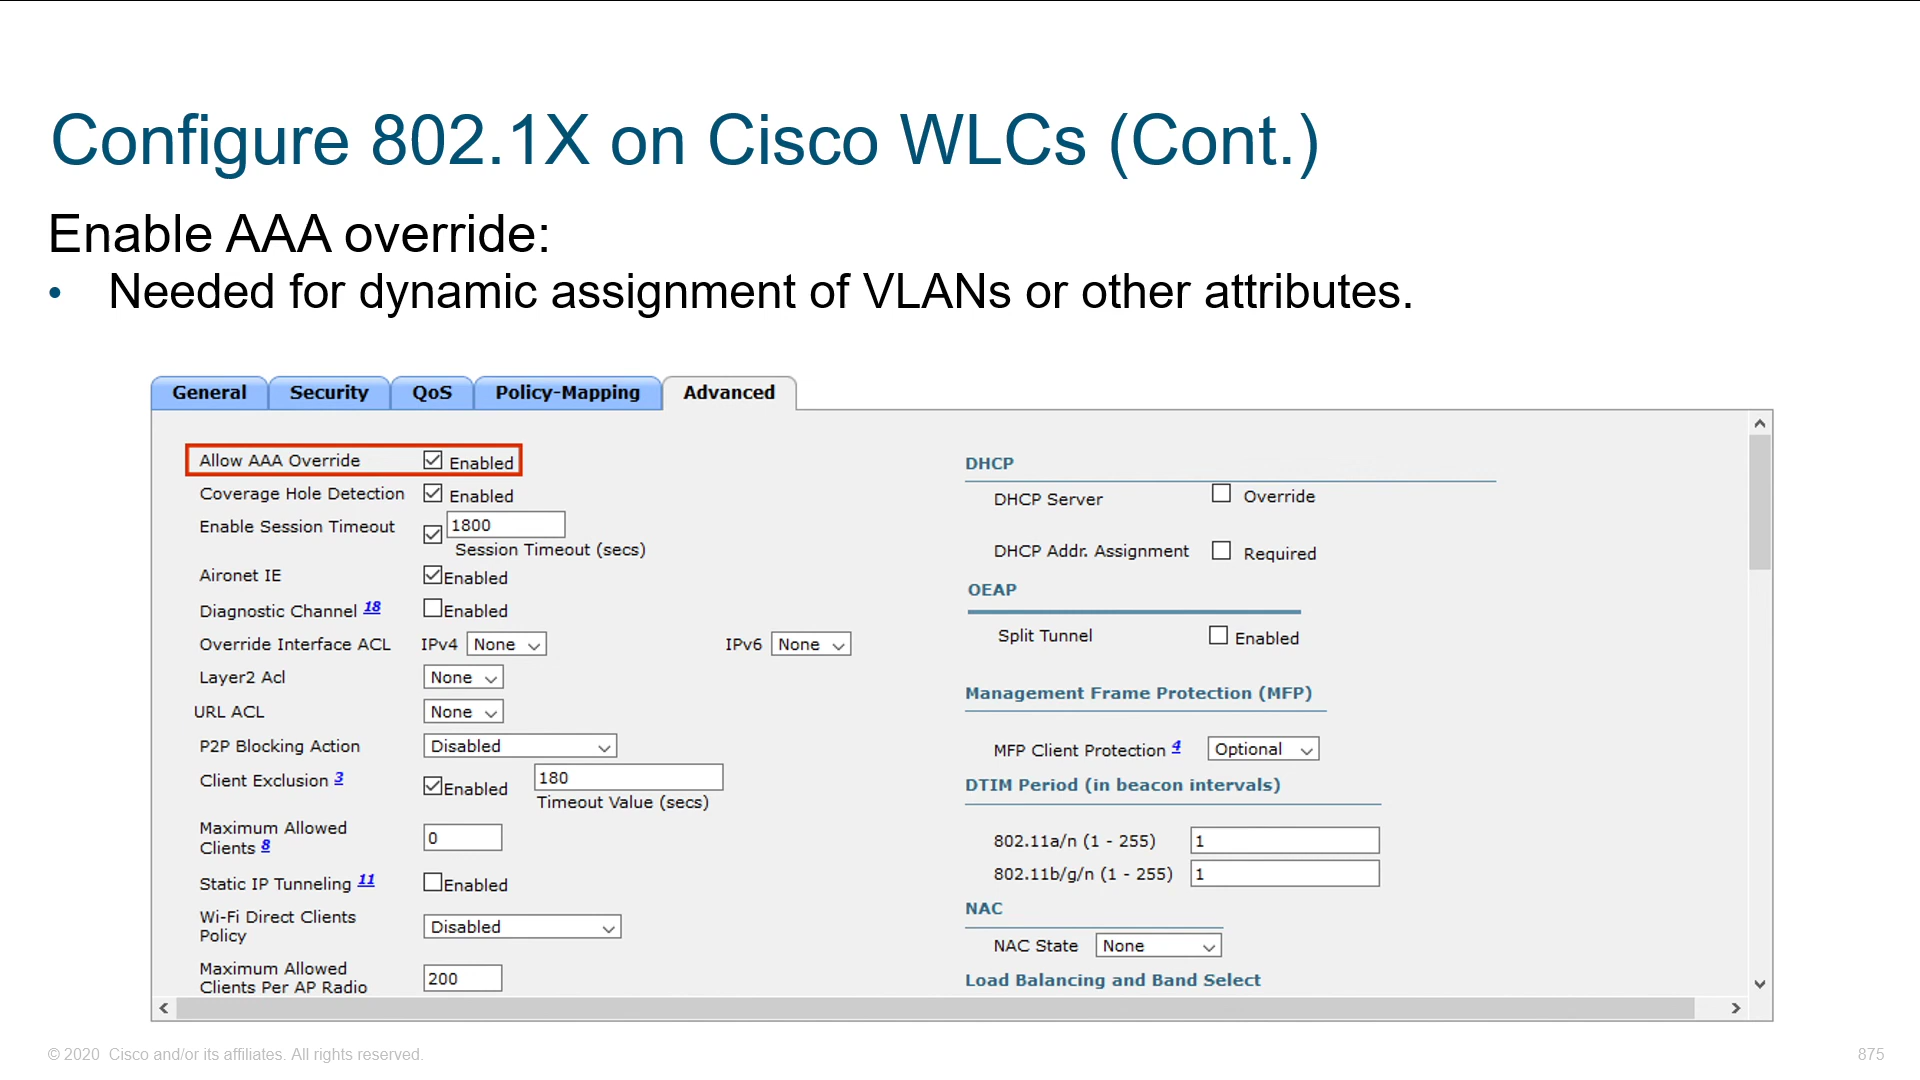 Configure 802.1X on Cisco WLCs (Cont.)
Enable AAA override:
• Needed for dynamic assignment of VLANs or other attributes.
General Security QoS Policy-Mapping Advanced
Allow AAA Override Enabled
Coverage Hole Detection Enabled
Enable Session Timeout 1800
Session Timeout (secs)
Aironet IE Enabled
Diagnostic Channel 18 Enabled
Override Interface ACL IPv4 None IPv6 None
Layer2 Acl None
URL ACL None
P2P Blocking Action Disabled
Client Exclusion 3 Enabled 180
Timeout Value (secs)
Maximum Allowed
Clients 8 0
Static IP Tunneling 11 Enabled
Wi-Fi Direct Clients
Policy Disabled
Maximum Allowed
Clients Per AP Radio 200
DHCP
DHCP Server Override
DHCP Addr. Assignment Required
OEAP
Split Tunnel Enabled
Management Frame Protection (MFP)
MFP Client Protection 4 Optional
DTIM Period (in beacon intervals)
802.11a/n (1 - 255) 1
802.11b/g/n (1 - 255) 1
NAC
NAC State None
Load Balancing and Band Select
© 2020 Cisco and/or its affiliates. All rights reserved.
875